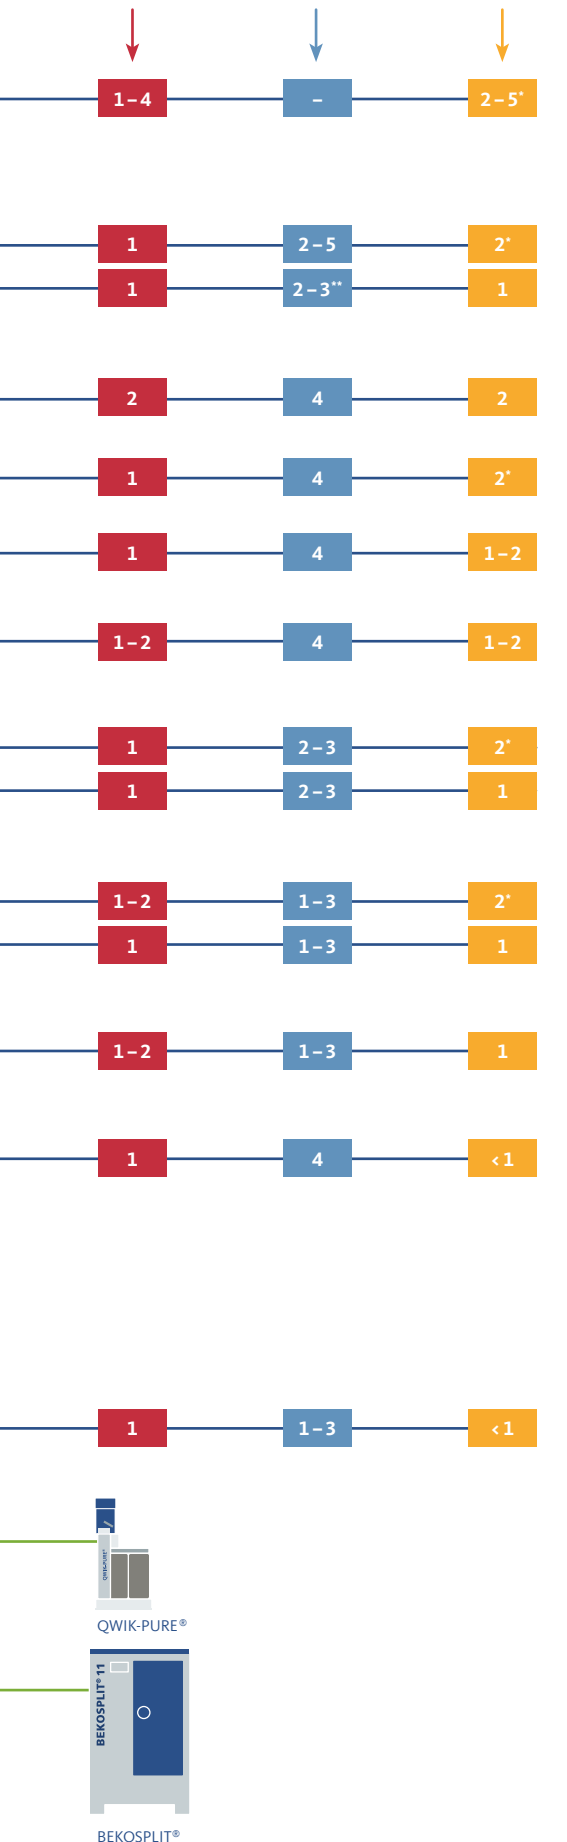 1–4 – 2–5*
1 2–5 2*
1 2–3** 1
2 4 2
1 4 2*
1 4 1–2
1–2 4 1–2
1 2–3 2*
1 2–3 1
1–2 1–3 2*
1 1–3 1
1–2 1–3 1
1 4 <1
1 1–3 <1
QWIK-PURE®
QWIK-PURE®
BEKOSPLIT® 11
BEKOSPLIT®